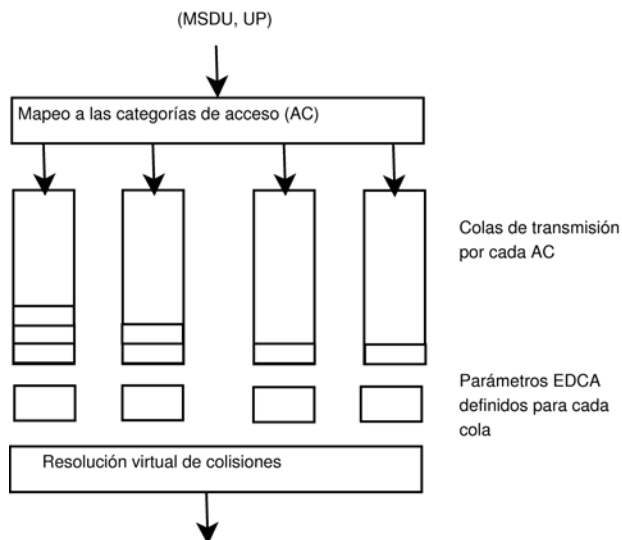 (MSDU, UP)
Mapeo a las categorías de acceso (AC)
Colas de transmisión
por cada AC
Parámetros EDCA
definidos para cada
cola
Resolución virtual de colisiones